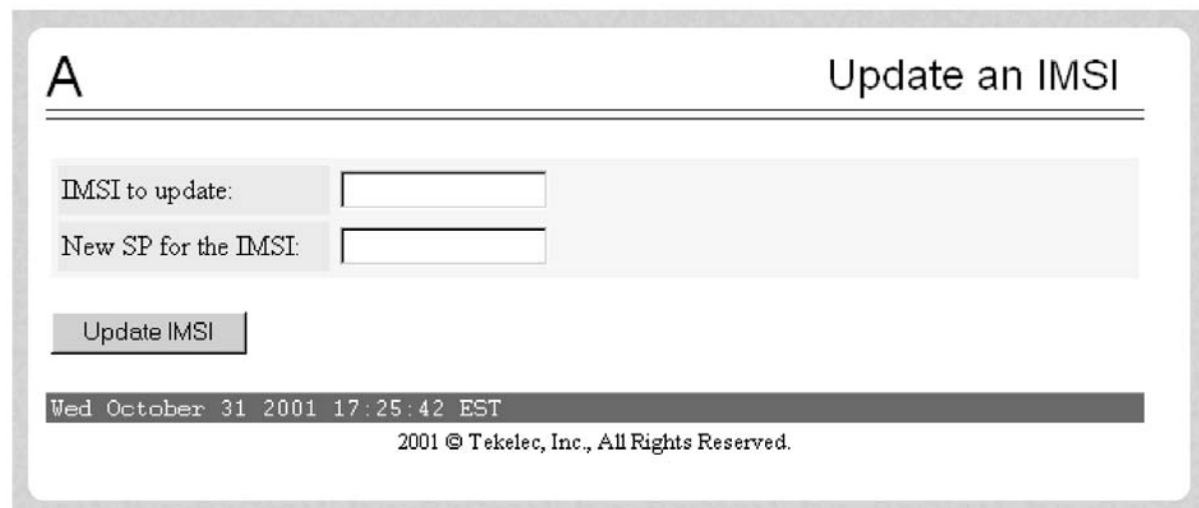 A
Update an IMSI
IMSI to update:
New SP for the IMSI:
Update IMSI
Wed October 31 2001 17:25:42 EST
2001 © Tekelec, Inc., All Rights Reserved.